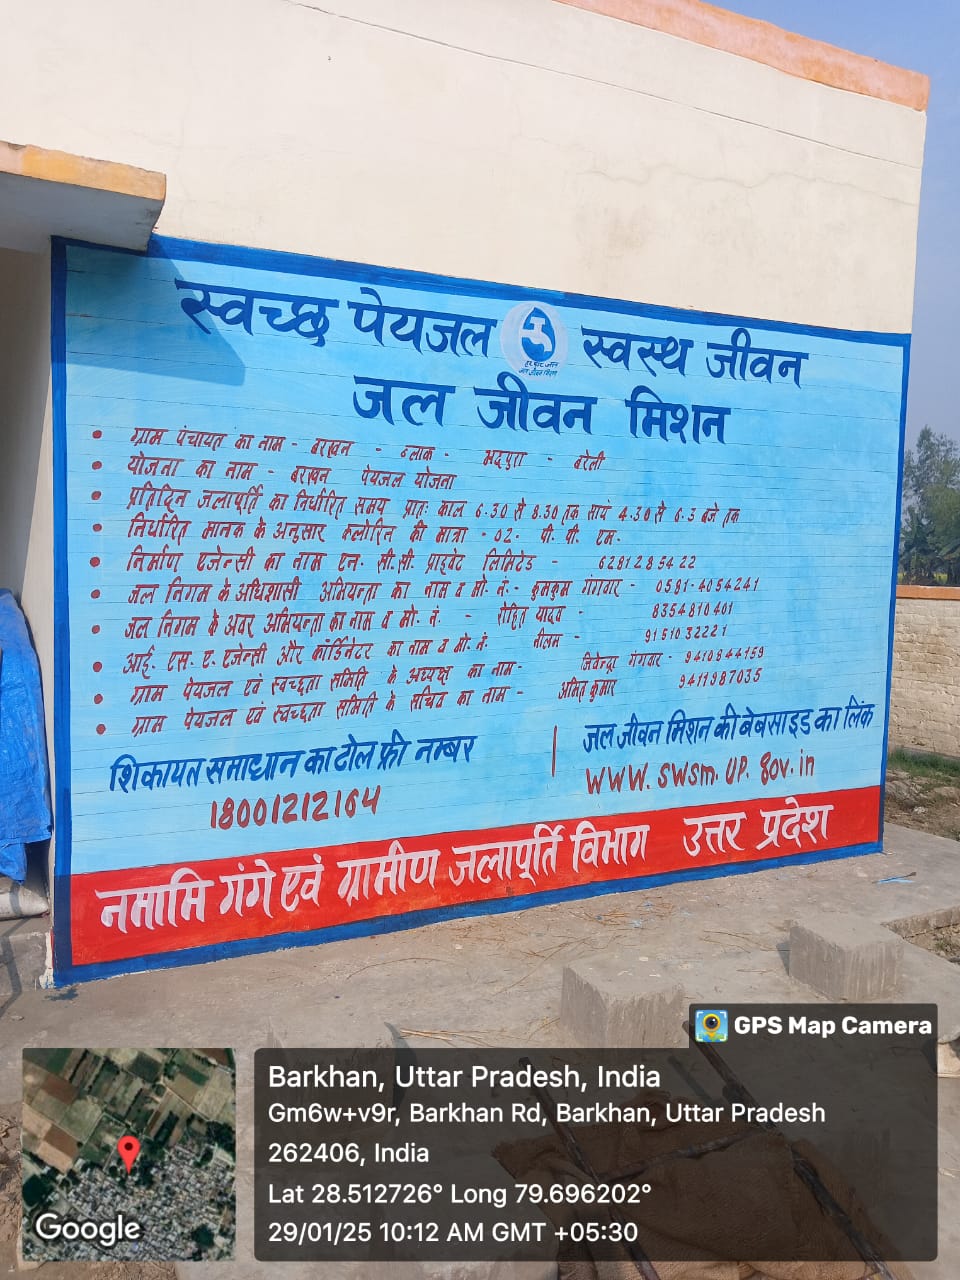 स्वच्छ पेयजल स्वस्थ जीवन
हर घर जल
जल जीवन मिशन
जल जीवन मिशन
• ग्राम पंचायत का नाम - बरखन - ब्लाक - भदपुरा - बरेली
• योजना का नाम - बरखन पेयजल योजना
• प्रतिदिन जलापूर्ति का निर्धारित समय प्रातः काल 6.30 से 8.30 तक सायं 4.30 से 6.3 बजे तक
• निर्धारित मानक के अनुसार क्लोरिन की मात्रा - 02. पी. पी. एम.
• निर्माण एजेन्सी का नाम एन. सी.सी. प्राइवेट लिमिटेड - 6281285422
• जल निगम के अधिशासी अभियन्ता का नाम व मो. नं. - कुमकुम गंगवार - 0581-4054241
• जल निगम के अवर अभियन्ता का नाम व मो. नं. - रोहित यादव - 8354810401
• आई. एस. ए. एजेन्सी और कॉर्डिनेटर का नाम व मो. नं. नीलम - 9151032221
• ग्राम पेयजल एवं स्वच्छता समिति के अध्यक्ष का नाम - जितेन्द्र गंगवार - 9410844159
• ग्राम पेयजल एवं स्वच्छता समिति के सचिव का नाम - अमित कुमार 9411987035
शिकायत समाधान का टोल फ्री नम्बर
18001212164
जल जीवन मिशन की बेबसाइड का लिंक
WWW. swsm. UP. gov. in
नमामि गंगे एवं ग्रामीण जलापूर्ति विभाग उत्तर प्रदेश
GPS Map Camera
Barkhan, Uttar Pradesh, India
Gm6w+v9r, Barkhan Rd, Barkhan, Uttar Pradesh
262406, India
Lat 28.512726° Long 79.696202°
29/01/25 10:12 AM GMT +05:30
Google